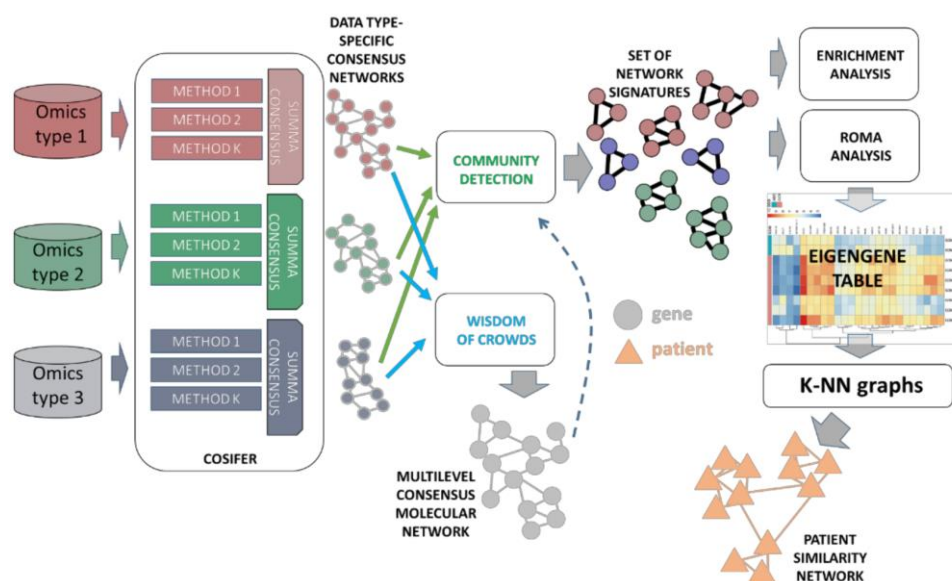 DATA TYPE-
SPECIFIC
CONSENSUS
NETWORKS
Omics
type 1
METHOD 1
METHOD 2
METHOD K
SUMMA
CONSENSUS
Omics
type 2
METHOD 1
METHOD 2
METHOD K
SUMMA
CONSENSUS
Omics
type 3
METHOD 1
METHOD 2
METHOD K
SUMMA
CONSENSUS
COSIFER
COMMUNITY
DETECTION
WISDOM
OF CROWDS
MULTILEVEL
CONSENSUS
MOLECULAR
NETWORK
SET OF
NETWORK
SIGNATURES
gene
patient
ENRICHMENT
ANALYSIS
ROMA
ANALYSIS
EIGENGENE
TABLE
K-NN graphs
PATIENT
SIMILARITY
NETWORK